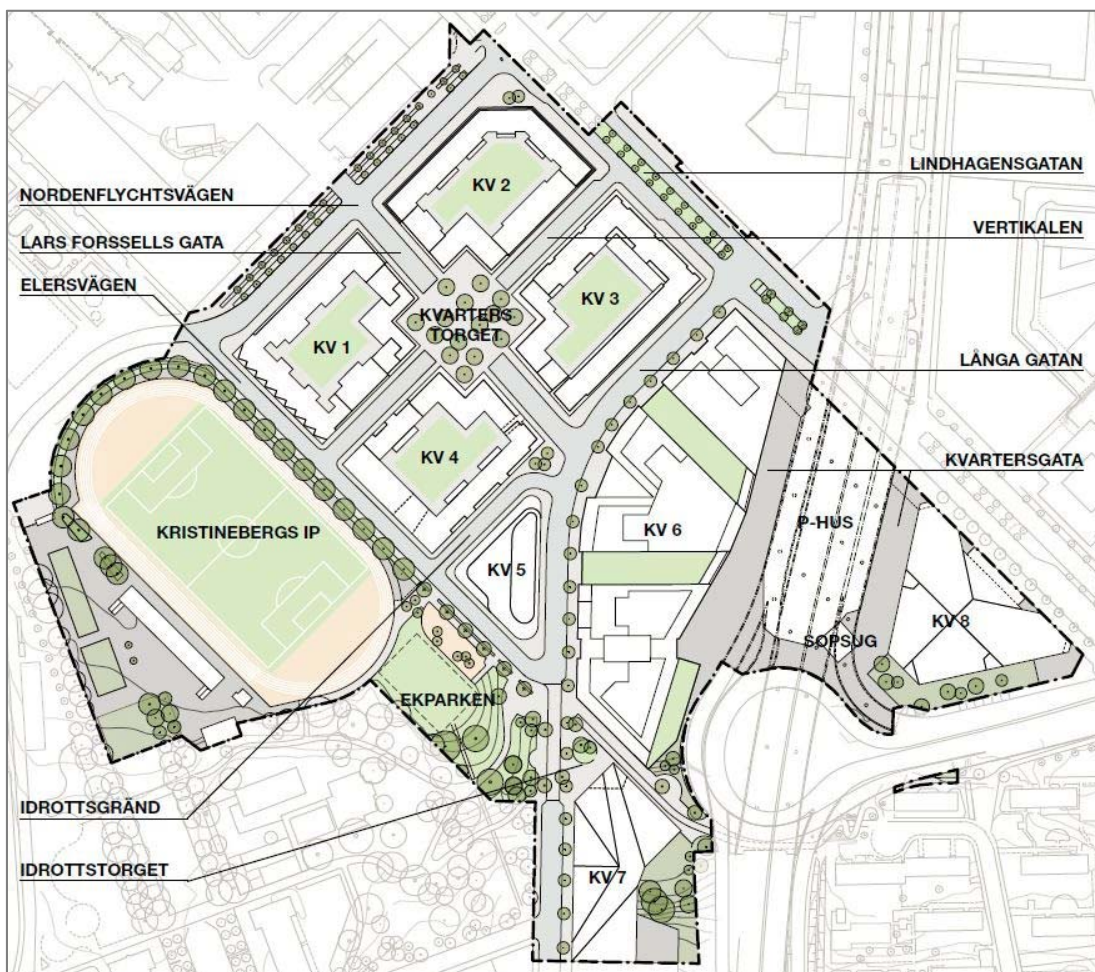 LINDHAGENSGATAN
KV 2
NORDENFLYCHTSVÄGEN
VERTIKALEN
LARS FORSSELLS GATA
ELERSVÄGEN
KV 3
KVARTERS
TORGET
KV 1
LÅNGA GATAN
KV 4
KVARTERSGATA
KRISTINEBERGS IP
P-HUS
KV 6
KV 5
KV 8
SOPSUG
EKPARKEN
IDROTTSGRÄND
IDROTTSTORGET
KV 7